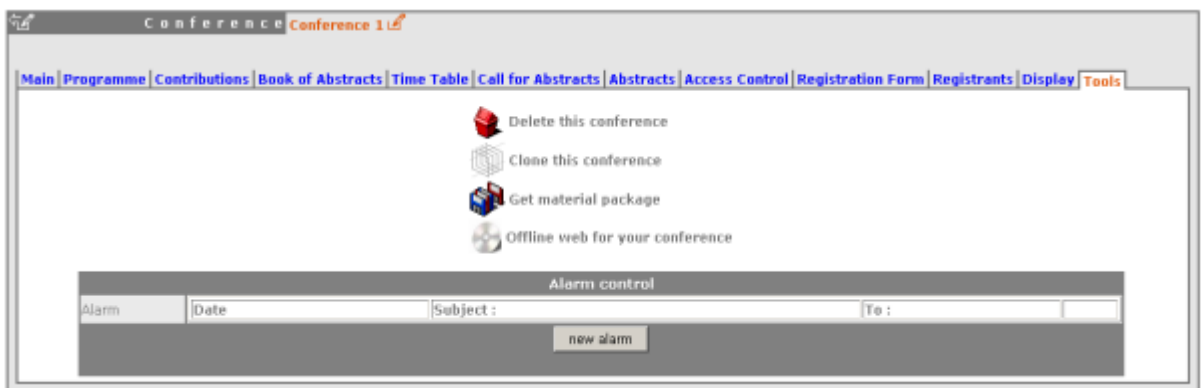 Conference Conference 1
Main Programme Contributions Book of Abstracts Time Table Call for Abstracts Abstracts Access Control Registration Form Registrants Display Tools
Delete this conference
Clone this conference
Get material package
Offline web for your conference
Alarm control
Alarm Date Subject : To :
new alarm